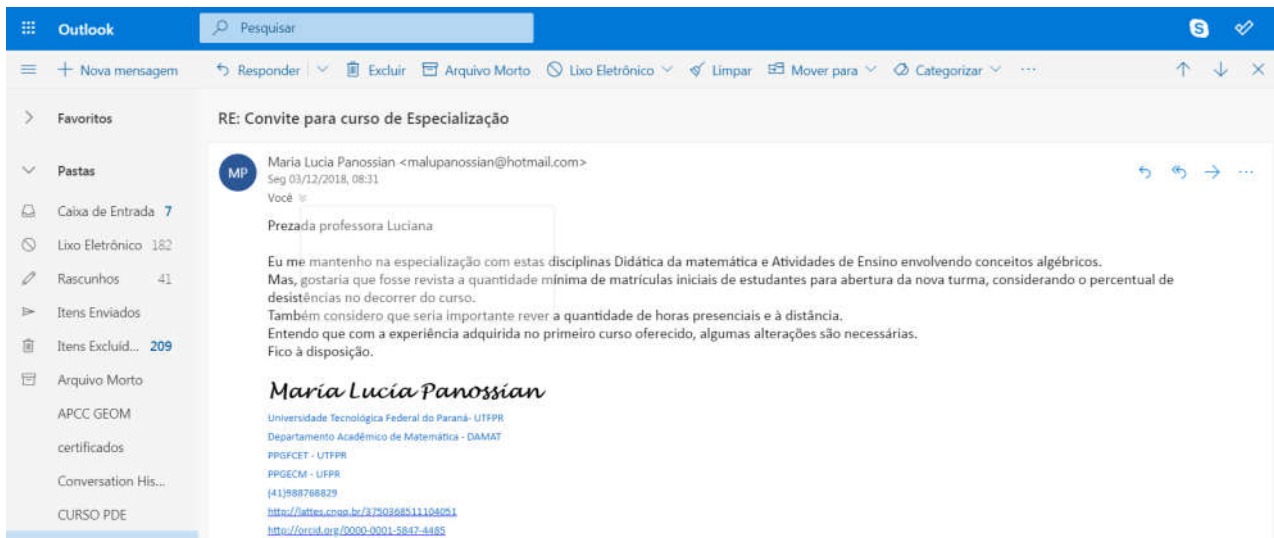 Outlook
Pesquisar
Nova mensagem
Responder
Excluir
Arquivo Morto
Lixo Eletrônico
Limpar
Mover para
Categorizar
Favoritos
RE: Convite para curso de Especialização
Pastas
Caixa de Entrada 7
Lixo Eletrônico 182
Rascunhos 41
Itens Enviados
Itens Excluíd... 209
Arquivo Morto
APCC GEOM
certificados
Conversation His...
CURSO PDE
MP
Maria Lucia Panossian <malupanossian@hotmail.com>
Seg 03/12/2018, 08:31
Você
Prezada professora Luciana
Eu me mantenho na especialização com estas disciplinas Didática da matemática e Atividades de Ensino envolvendo conceitos algébricos.
Mas, gostaria que fosse revista a quantidade mínima de matrículas iniciais de estudantes para abertura da nova turma, considerando o percentual de
desistências no decorrer do curso.
Também considero que seria importante rever a quantidade de horas presenciais e à distância.
Entendo que com a experiência adquirida no primeiro curso oferecido, algumas alterações são necessárias.
Fico à disposição.
Maria Lucia Panossian
Universidade Tecnológica Federal do Paraná- UTFPR
Departamento Acadêmico de Matemática - DAMAT
PPGFCET - UTFPR
PPGECM - UFPR
(41)988768829
http://lattes.cnpq.br/3750368511104051
http://orcid.org/0000-0001-5847-4485